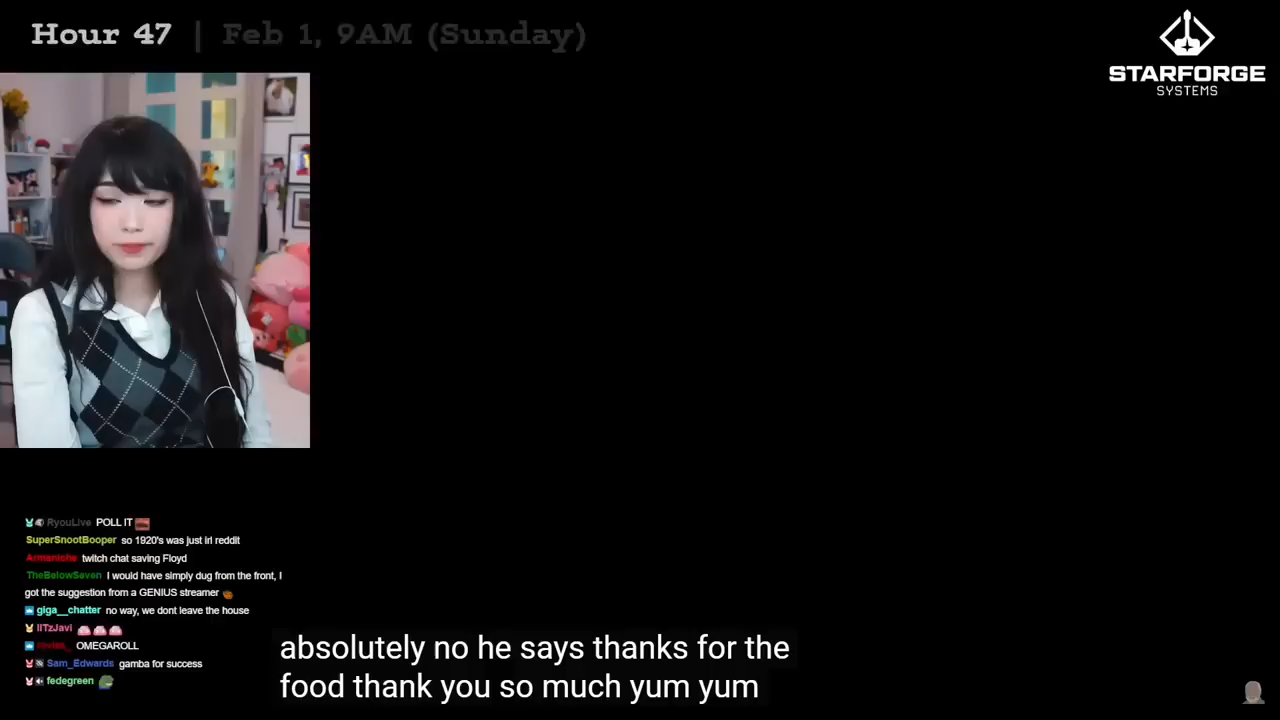 Hour 47 | Feb 1, 9AM (Sunday)
STARFORGE
SYSTEMS
RyouLive POLL IT
SuperSnootBooper so 1920's was just irl reddit
twitch chat saving Floyd
TheBelowSeven I would have simply dug from the front, I
got the suggestion from a GENIUS streamer
giga__chatter no way, we dont leave the house
IITzJavi
OMEGAROLL
Sam_Edwards gamba for success
fedegreen
absolutely no he says thanks for the
food thank you so much yum yum